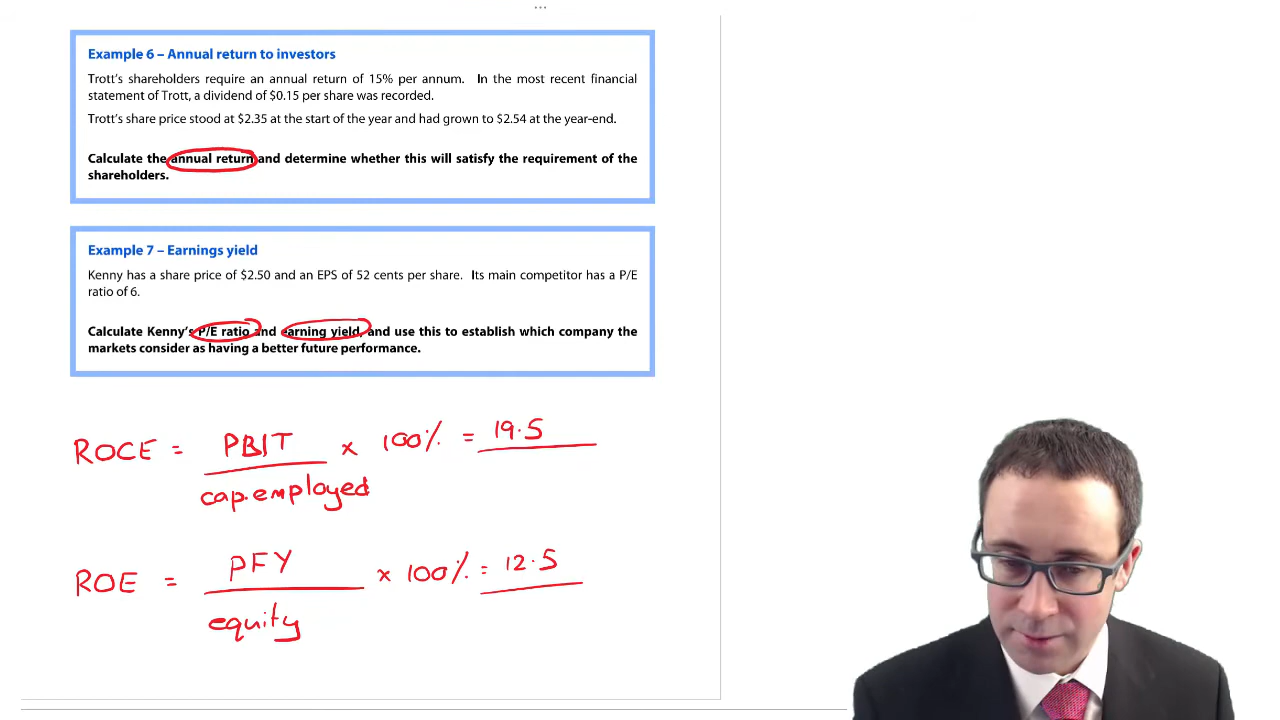 Example 6 – Annual return to investors
Trott's shareholders require an annual return of 15% per annum. In the most recent financial
statement of Trott, a dividend of $0.15 per share was recorded.
Trott's share price stood at $2.35 at the start of the year and had grown to $2.54 at the year-end.
Calculate the annual return and determine whether this will satisfy the requirement of the
shareholders.
Example 7 – Earnings yield
Kenny has a share price of $2.50 and an EPS of 52 cents per share. Its main competitor has a P/E
ratio of 6.
Calculate Kenny's P/E ratio and earning yield, and use this to establish which company the
markets consider as having a better future performance.
ROCE = PBIT × 100% = 19.5
cap.employed
ROE = PFY × 100% = 12.5
equity